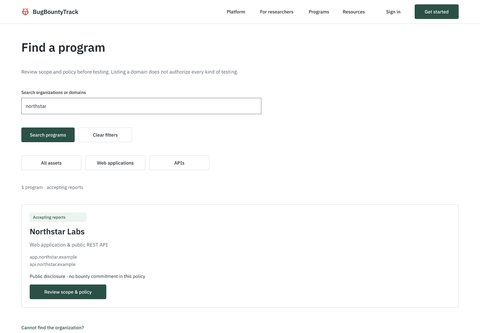 BugBountyTrack
Platform
For researchers
Programs
Resources
Sign in
Get started
Find a program
Review scope and policy before testing. Listing a domain does not authorize every kind of testing.
Search organizations or domains
northstar
Search programs
Clear filters
All assets
Web applications
APIs
1 program · accepting reports
Accepting reports
Northstar Labs
Web application & public REST API
app.northstar.example
api.northstar.example
Public disclosure · no bounty commitment in this policy
Review scope & policy
Cannot find the organization?